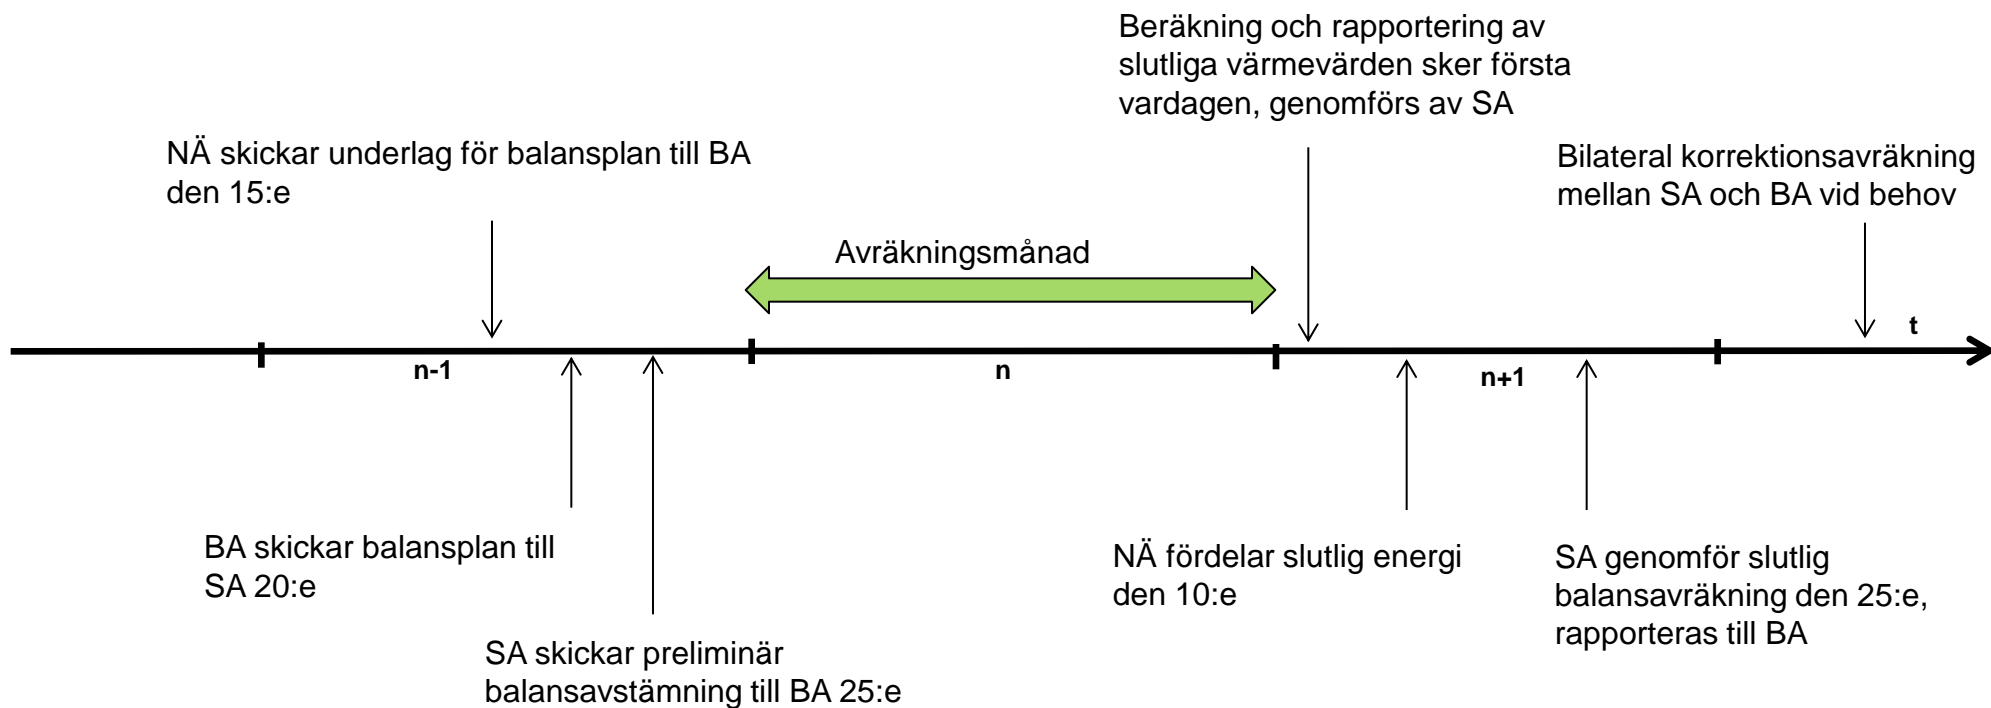 Beräkning och rapportering av
slutliga värmevärden sker första
vardagen, genomförs av SA
NÄ skickar underlag för balansplan till BA
den 15:e
Bilateral korrektionsavräkning
mellan SA och BA vid behov
Avräkningsmånad
t
n-1
n
n+1
BA skickar balansplan till
SA 20:e
SA skickar preliminär
balansavstämning till BA 25:e
NÄ fördelar slutlig energi
den 10:e
SA genomför slutlig
balansavräkning den 25:e,
rapporteras till BA